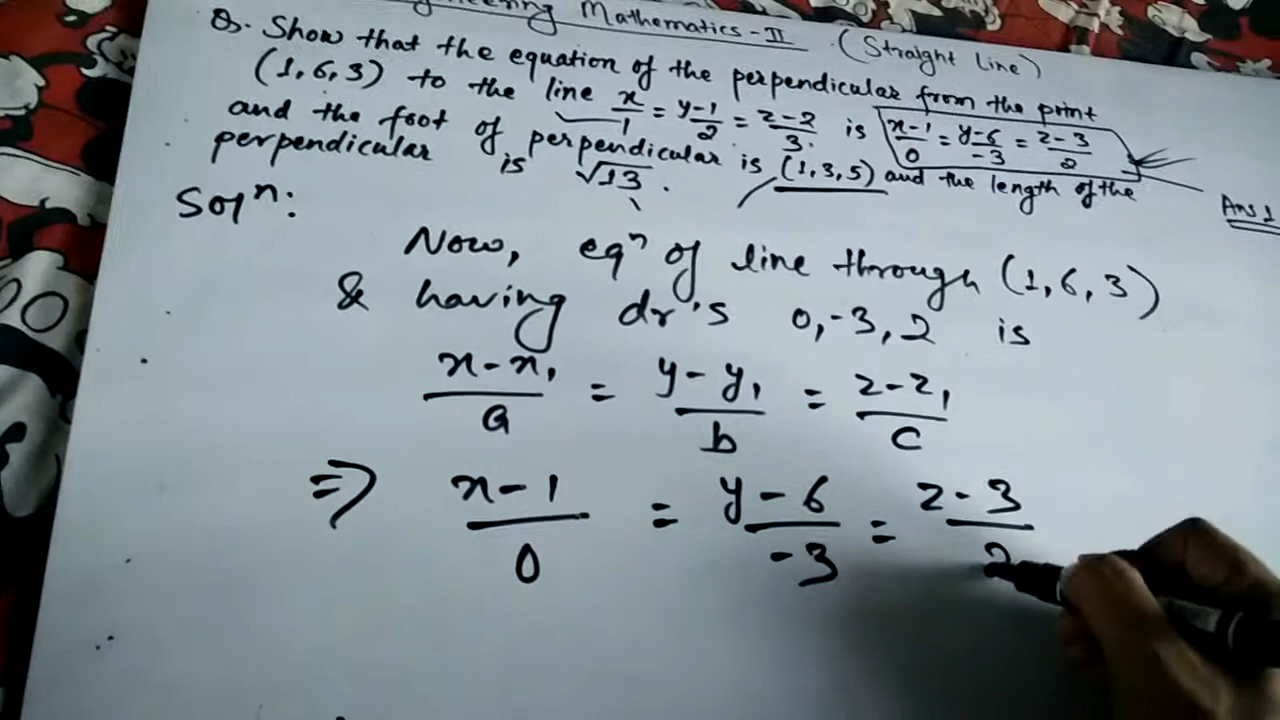 Mathematics-II (Straight Line)
Q. Show that the equation of the perpendicular from the point
(1,6,3) to the line x/1 = y-1/2 = z-2/3 is x-1/0 = y-6/-3 = z-3/2
and the foot of perpendicular is (1,3,5) and the length of the
perpendicular is √13.
Ans 1
Solⁿ:
Now, eqⁿ of line through (1,6,3)
& having dr's 0,-3,2 is
x-x₁/a = y-y₁/b = z-z₁/c
⇒ x-1/0 = y-6/-3 = z-3/2